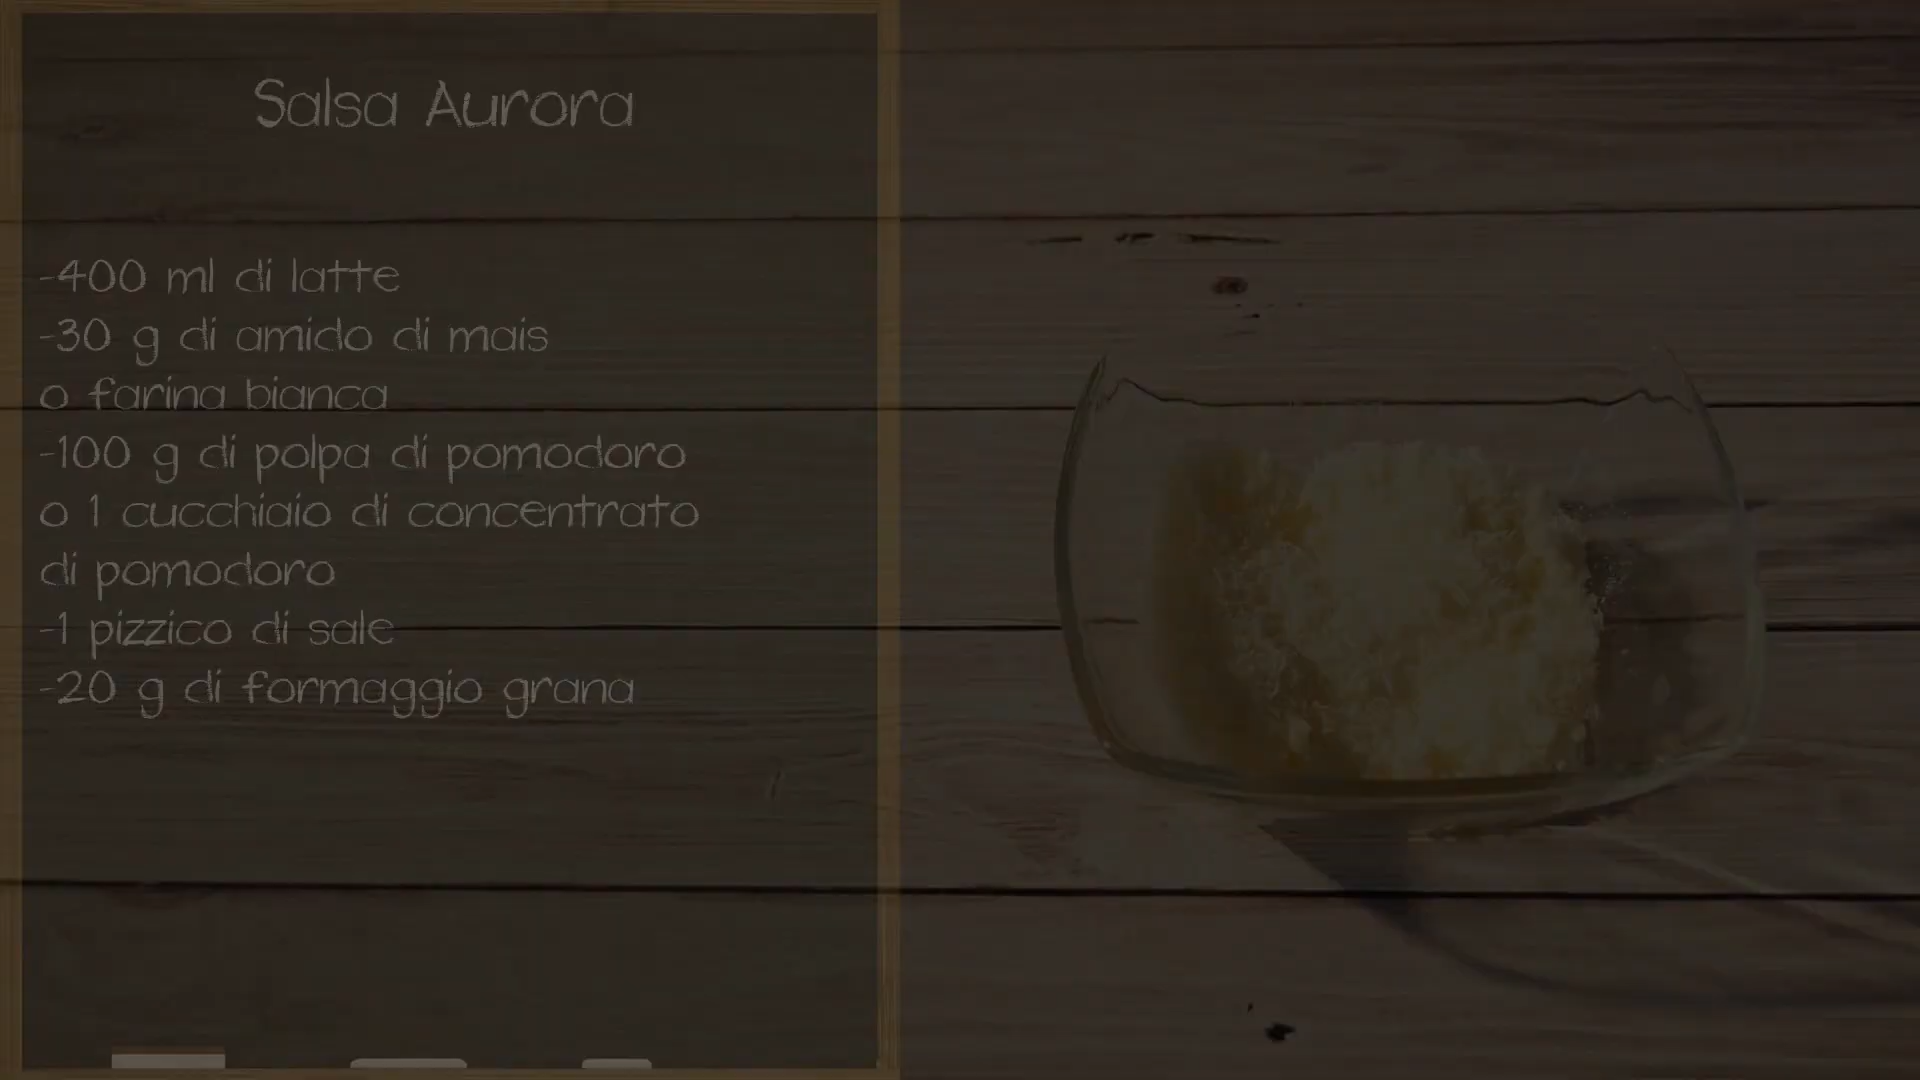 Salsa Aurora
-400 ml di latte
-30 g di amido di mais
o farina bianca
-100 g di polpa di pomodoro
o 1 cucchiaio di concentrato
di pomodoro
-1 pizzico di sale
-20 g di formaggio grana